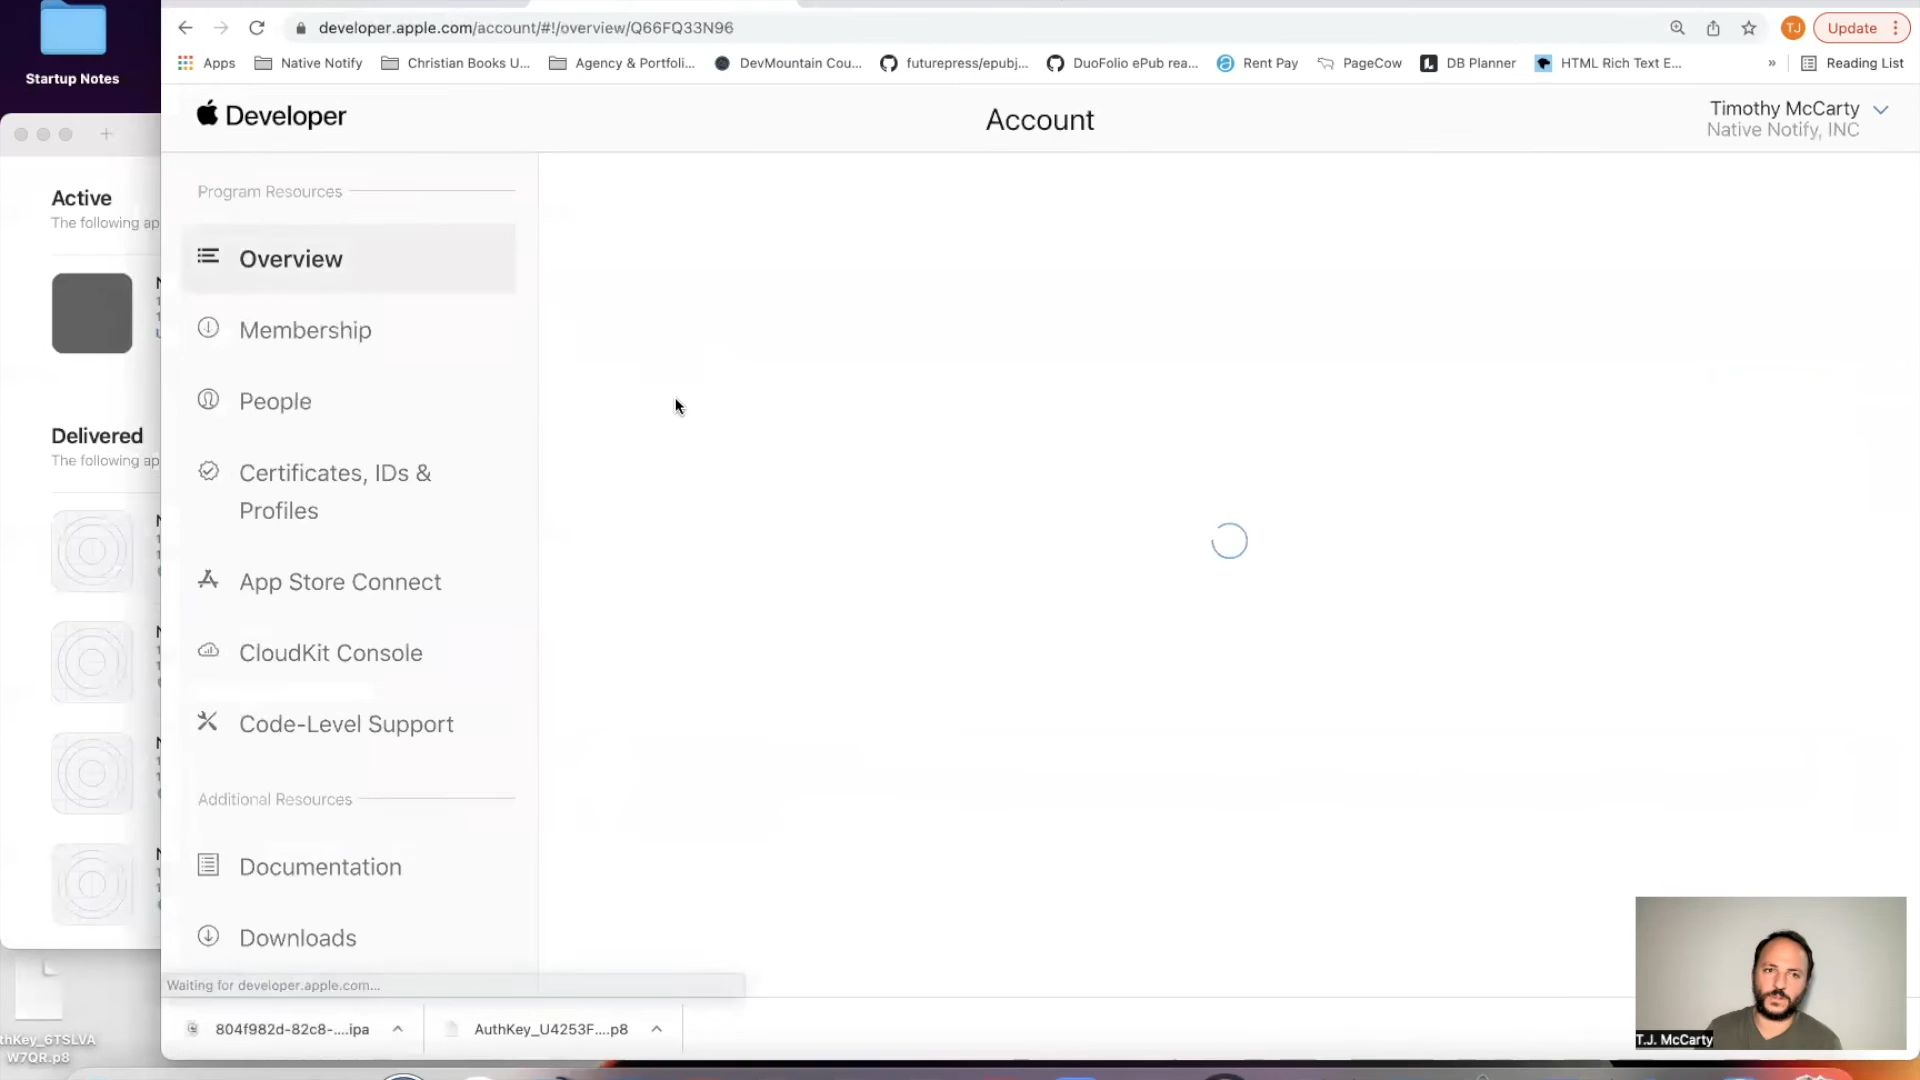 Startup Notes
developer.apple.com/account/#!/overview/Q66FQ33N96
TJ
Update
Apps
Native Notify
Christian Books U...
Agency & Portfoli...
DevMountain Cou...
futurepress/epubj...
DuoFolio ePub rea...
Rent Pay
PageCow
DB Planner
HTML Rich Text E...
»
Reading List
Developer
Account
Timothy McCarty
Native Notify, INC
Active
The following ap
Delivered
The following ap
Program Resources
Overview
Membership
People
Certificates, IDs &
Profiles
App Store Connect
CloudKit Console
Code-Level Support
Additional Resources
Documentation
Downloads
Waiting for developer.apple.com...
804f982d-82c8-....ipa
AuthKey_U4253F....p8
thKey_6TSLVA
W7QR.p8
T.J. McCarty